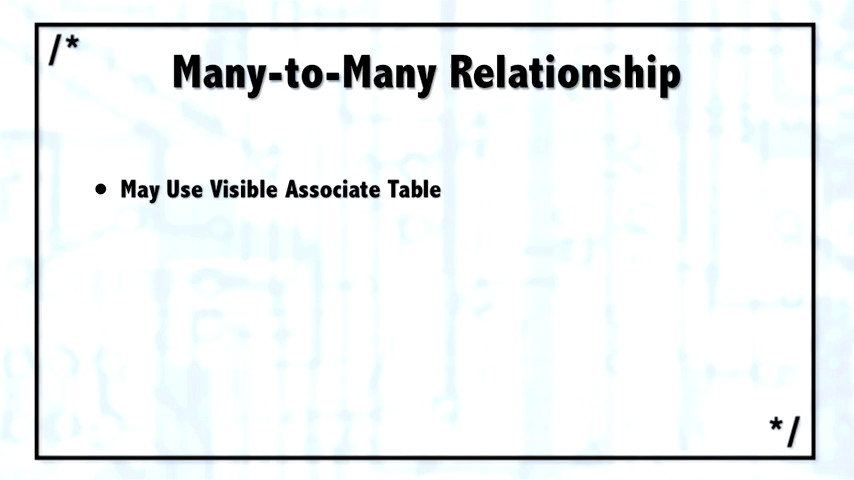 /*
Many-to-Many Relationship
• May Use Visible Associate Table
*/